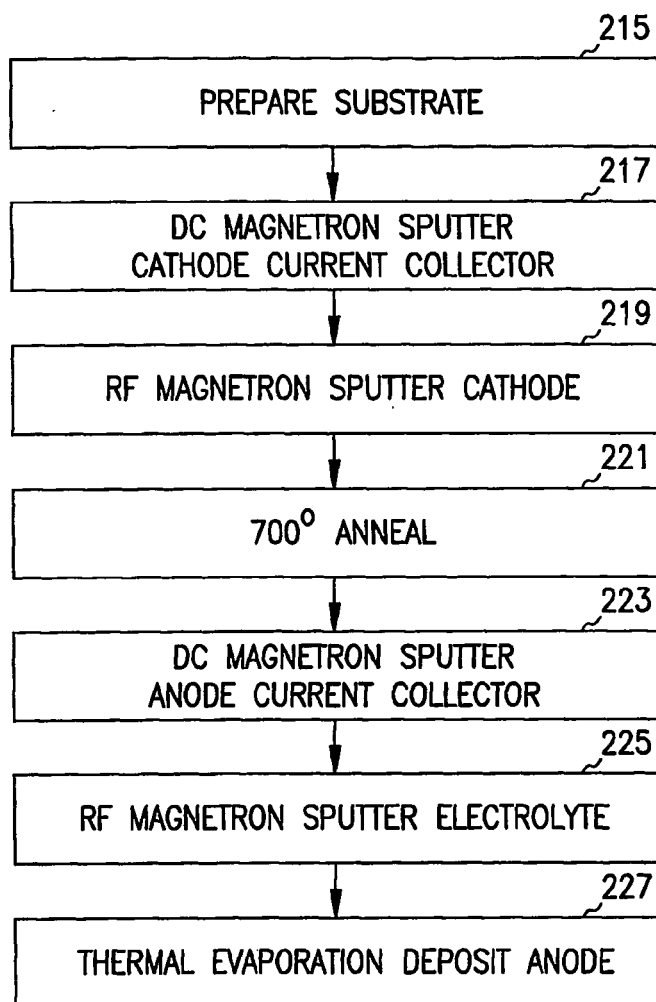 215
PREPARE SUBSTRATE
217
DC MAGNETRON SPUTTER
CATHODE CURRENT COLLECTOR
219
RF MAGNETRON SPUTTER CATHODE
221
700° ANNEAL
223
DC MAGNETRON SPUTTER
ANODE CURRENT COLLECTOR
225
RF MAGNETRON SPUTTER ELECTROLYTE
227
THERMAL EVAPORATION DEPOSIT ANODE